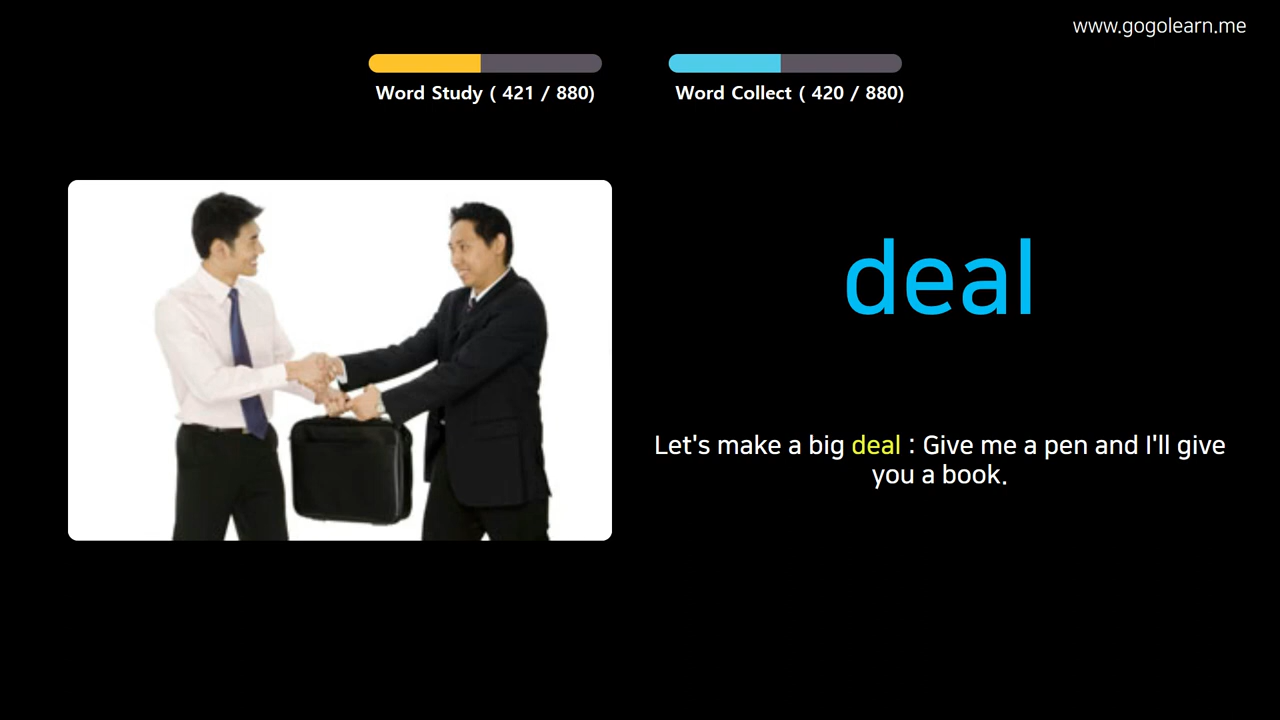 www.gogolearn.me
Word Study ( 421 / 880)
Word Collect ( 420 / 880)
deal
Let's make a big deal : Give me a pen and I'll give
you a book.